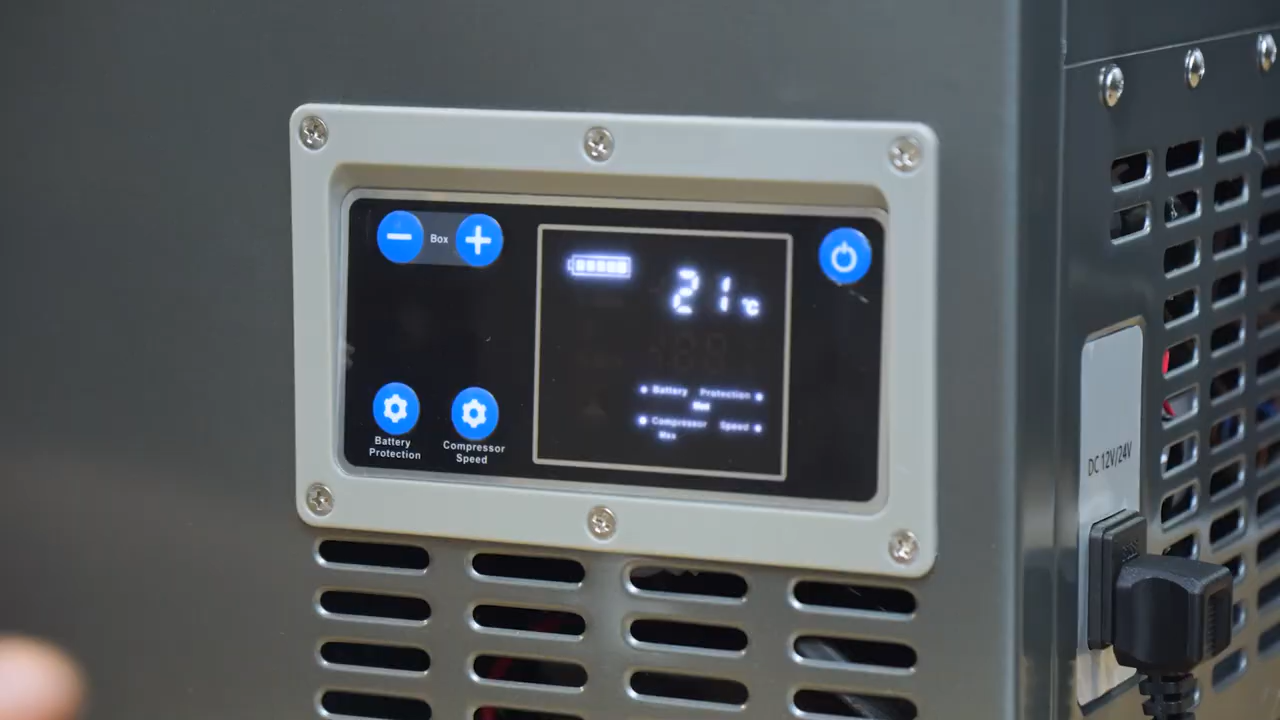 Box
21 °C
Battery Protection
Compressor Speed
Max
Battery
Protection
Compressor
Speed
DC 12V/24V